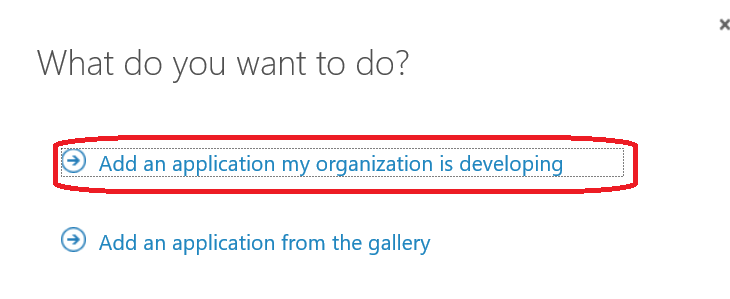 What do you want to do?
Add an application my organization is developing
Add an application from the gallery